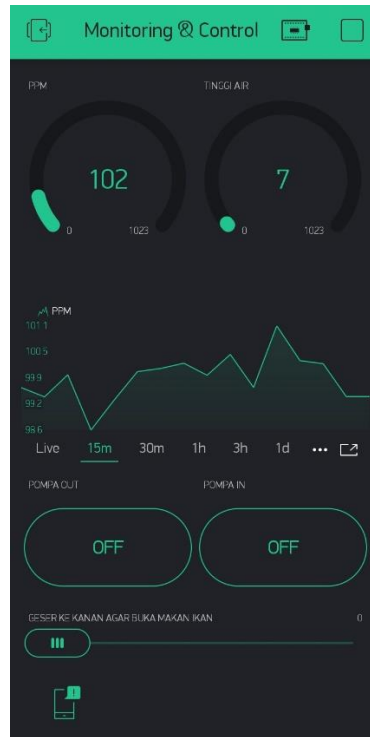 Monitoring & Control
PPM
TINGGI AIR
102
7
0
1023
0
1023
PPM
101.1
100.5
99.9
99.2
98.6
Live 15m 30m 1h 3h 1d
POMPA OUT
POMPA IN
OFF
OFF
GESER KE KANAN AGAR BUKA MAKAN IKAN
0